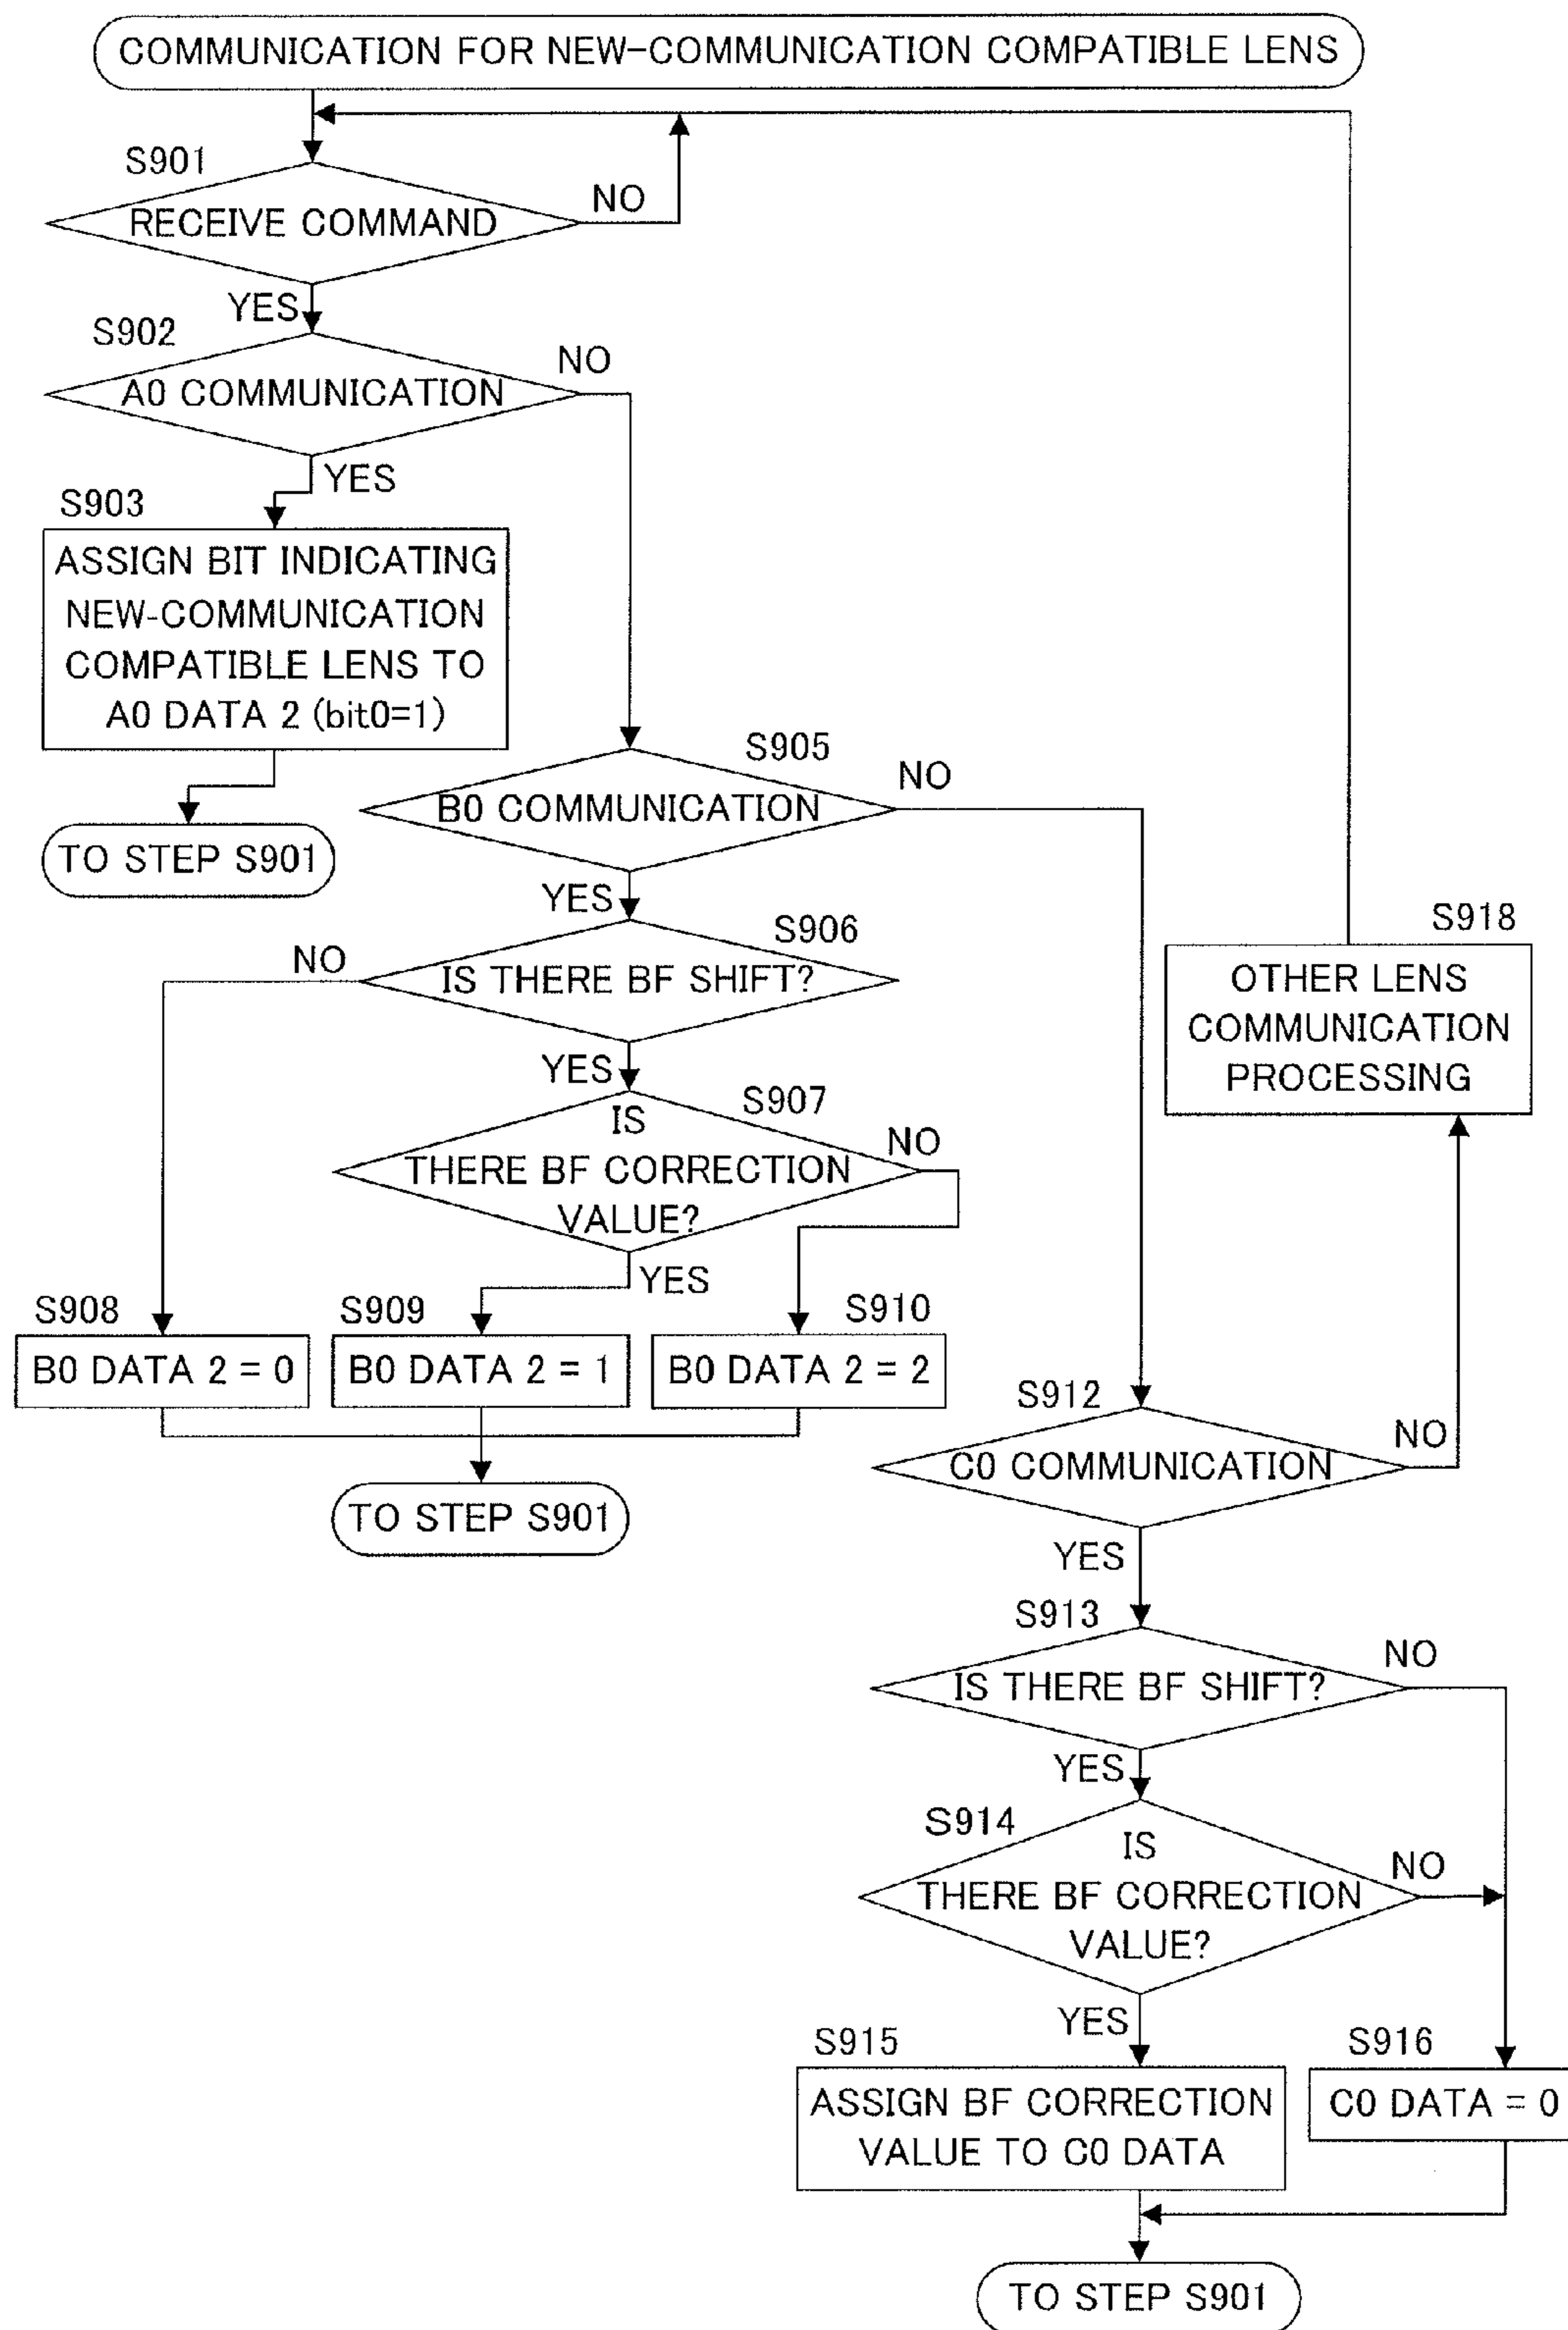 COMMUNICATION FOR NEW-COMMUNICATION COMPATIBLE LENS
S901
RECEIVE COMMAND
NO
YES
S902
A0 COMMUNICATION
NO
YES
S903
ASSIGN BIT INDICATING
NEW-COMMUNICATION
COMPATIBLE LENS TO
A0 DATA 2 (bit0=1)
TO STEP S901
S905
B0 COMMUNICATION
NO
YES
S906
IS THERE BF SHIFT?
NO
YES
S907
IS
THERE BF CORRECTION
VALUE?
NO
YES
S908
B0 DATA 2 = 0
S909
B0 DATA 2 = 1
S910
B0 DATA 2 = 2
TO STEP S901
S918
OTHER LENS
COMMUNICATION
PROCESSING
S912
C0 COMMUNICATION
NO
YES
S913
IS THERE BF SHIFT?
NO
YES
S914
IS
THERE BF CORRECTION
VALUE?
NO
YES
S915
ASSIGN BF CORRECTION
VALUE TO C0 DATA
S916
C0 DATA = 0
TO STEP S901